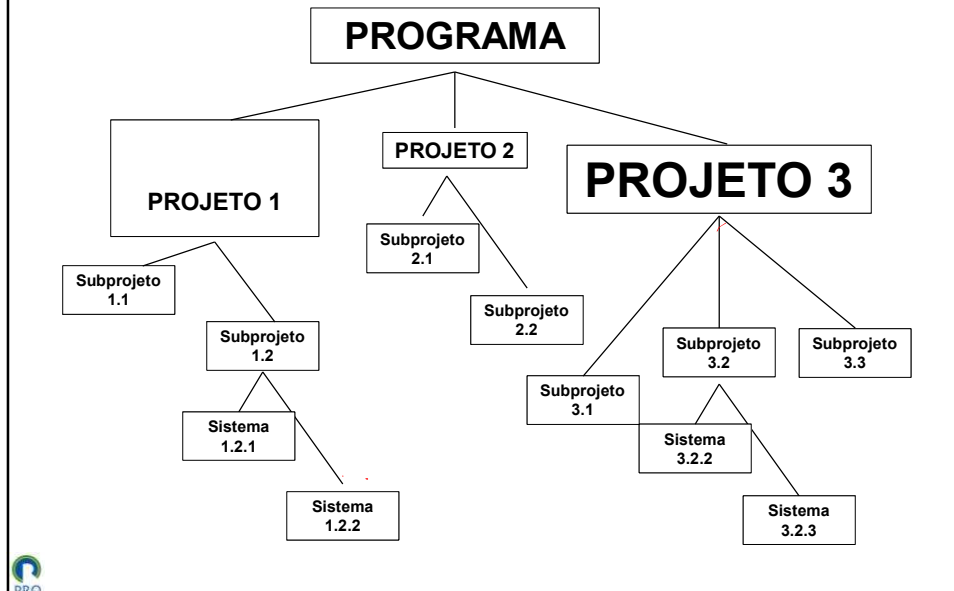 PROGRAMA
PROJETO 1
PROJETO 2
PROJETO 3
Subprojeto
1.1
Subprojeto
1.2
Sistema
1.2.1
Sistema
1.2.2
Subprojeto
2.1
Subprojeto
2.2
Subprojeto
3.1
Subprojeto
3.2
Subprojeto
3.3
Sistema
3.2.2
Sistema
3.2.3
PRO